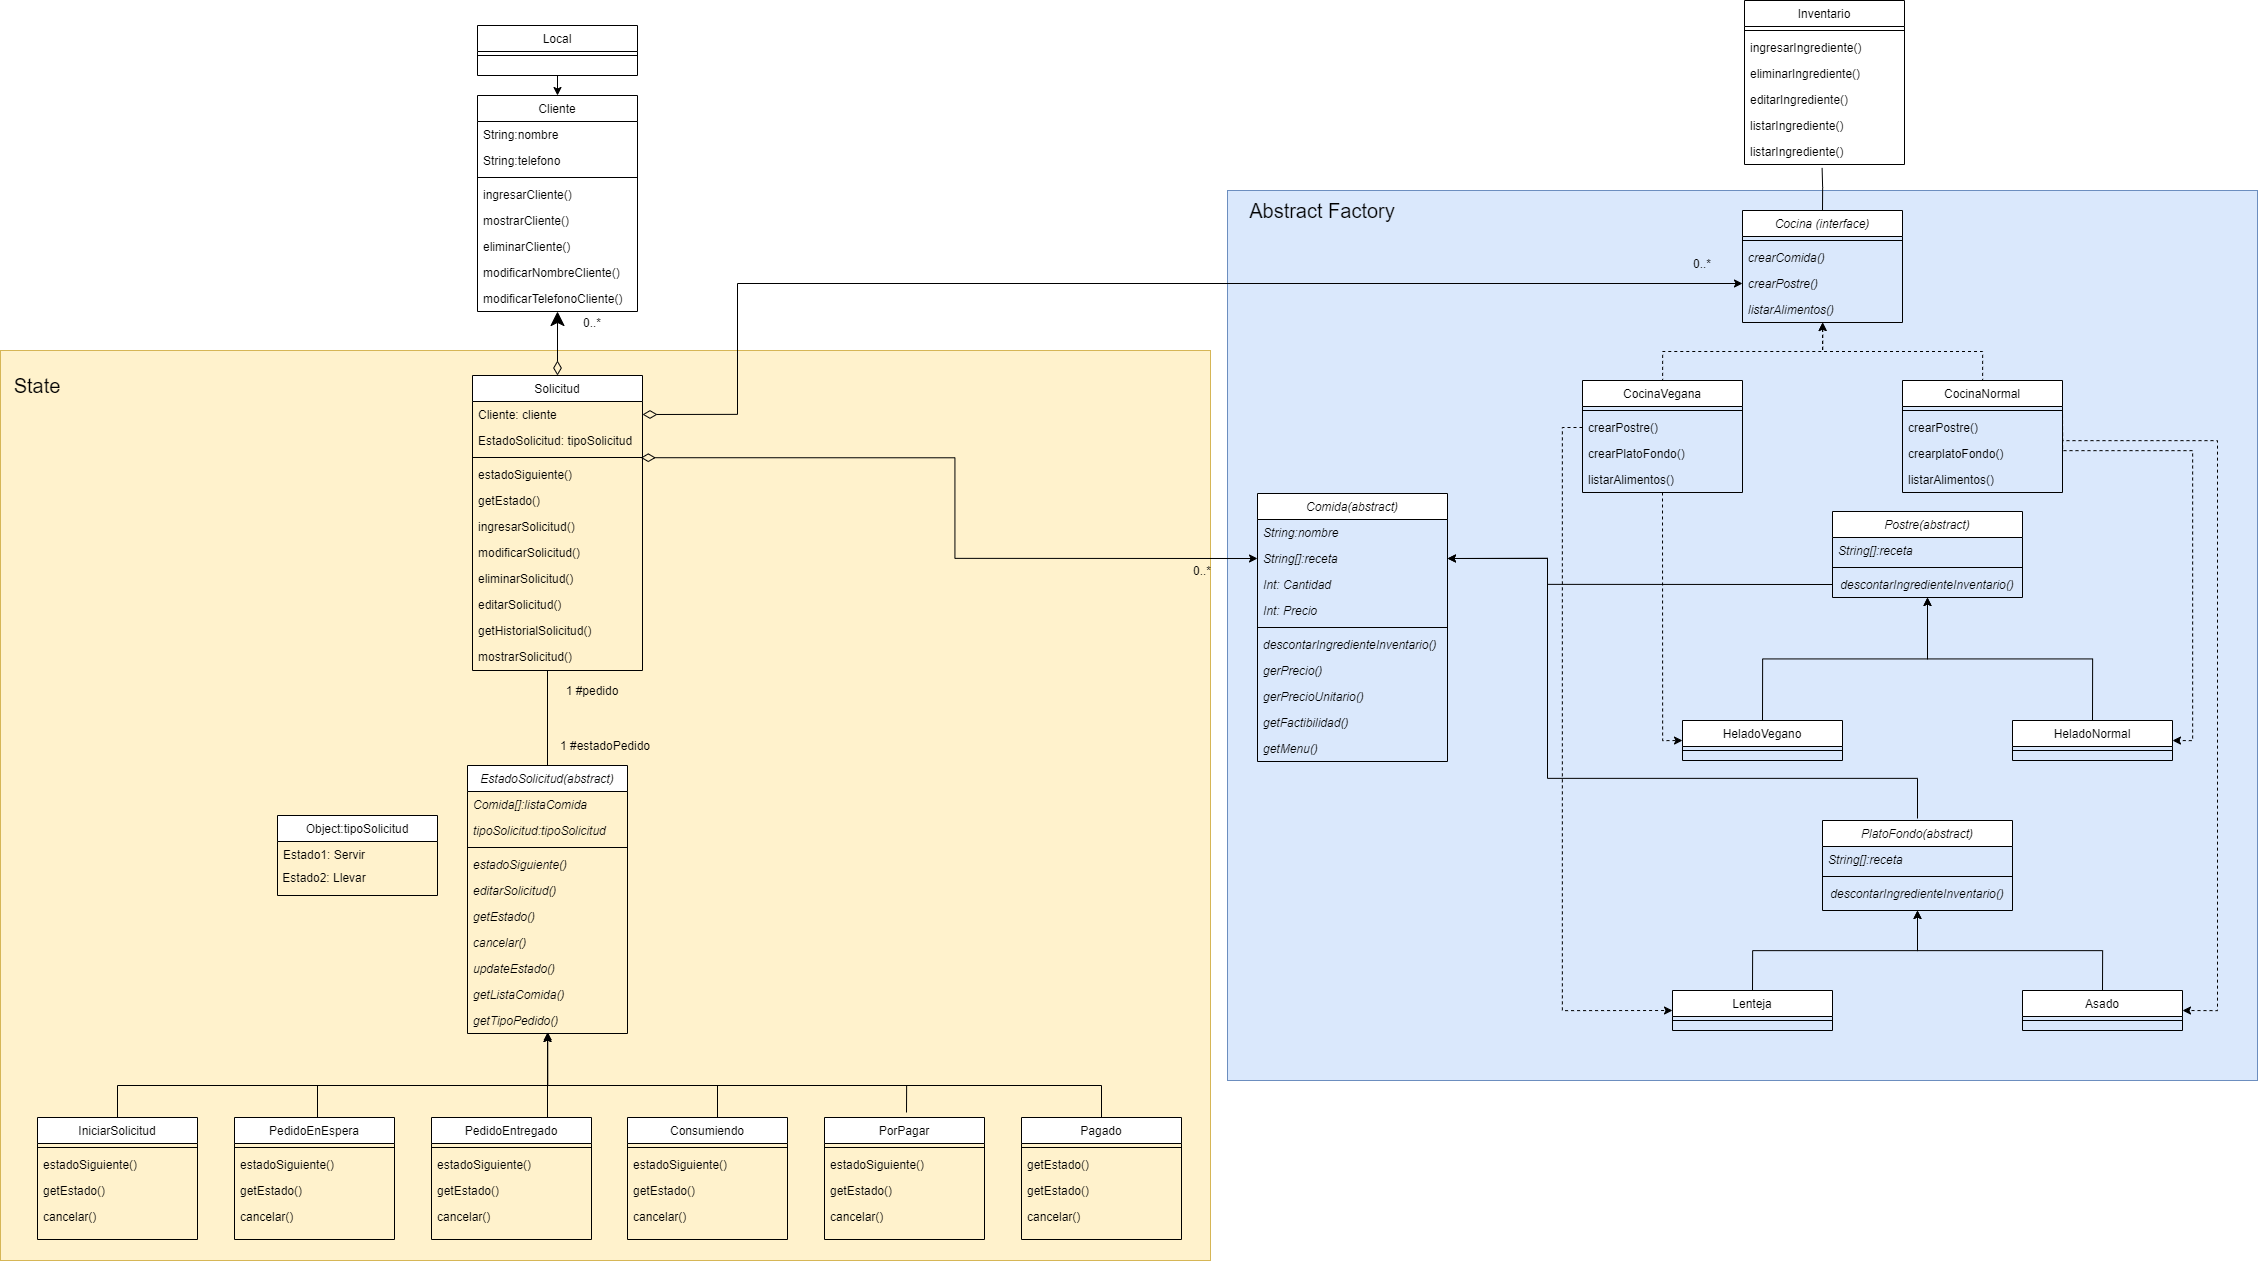 Local
Cliente
String:nombre
String:telefono
ingresarCliente()
mostrarCliente()
eliminarCliente()
modificarNombreCliente()
modificarTelefonoCliente()
0..*
State
Solicitud
Cliente: cliente
EstadoSolicitud: tipoSolicitud
estadoSiguiente()
getEstado()
ingresarSolicitud()
modificarSolicitud()
eliminarSolicitud()
editarSolicitud()
getHistorialSolicitud()
mostrarSolicitud()
1 #pedido
1 #estadoPedido
EstadoSolicitud(abstract)
Comida[]:listaComida
tipoSolicitud:tipoSolicitud
estadoSiguiente()
editarSolicitud()
getEstado()
cancelar()
updateEstado()
getListaComida()
getTipoPedido()
Object:tipoSolicitud
Estado1: Servir
Estado2: Llevar
IniciarSolicitud
estadoSiguiente()
getEstado()
cancelar()
PedidoEnEspera
estadoSiguiente()
getEstado()
cancelar()
PedidoEntregado
estadoSiguiente()
getEstado()
cancelar()
Consumiendo
estadoSiguiente()
getEstado()
cancelar()
PorPagar
estadoSiguiente()
getEstado()
cancelar()
Pagado
getEstado()
getEstado()
cancelar()
Inventario
ingresarIngrediente()
eliminarIngrediente()
editarIngrediente()
listarIngrediente()
listarIngrediente()
Abstract Factory
Cocina (interface)
crearComida()
crearPostre()
listarAlimentos()
0..*
CocinaVegana
crearPostre()
crearPlatoFondo()
listarAlimentos()
CocinaNormal
crearPostre()
crearplatoFondo()
listarAlimentos()
Comida(abstract)
String:nombre
String[]:receta
Int: Cantidad
Int: Precio
descontarIngredienteInventario()
gerPrecio()
gerPrecioUnitario()
getFactibilidad()
getMenu()
0..*
Postre(abstract)
String[]:receta
descontarIngredienteInventario()
HeladoVegano
HeladoNormal
PlatoFondo(abstract)
String[]:receta
descontarIngredienteInventario()
Lenteja
Asado